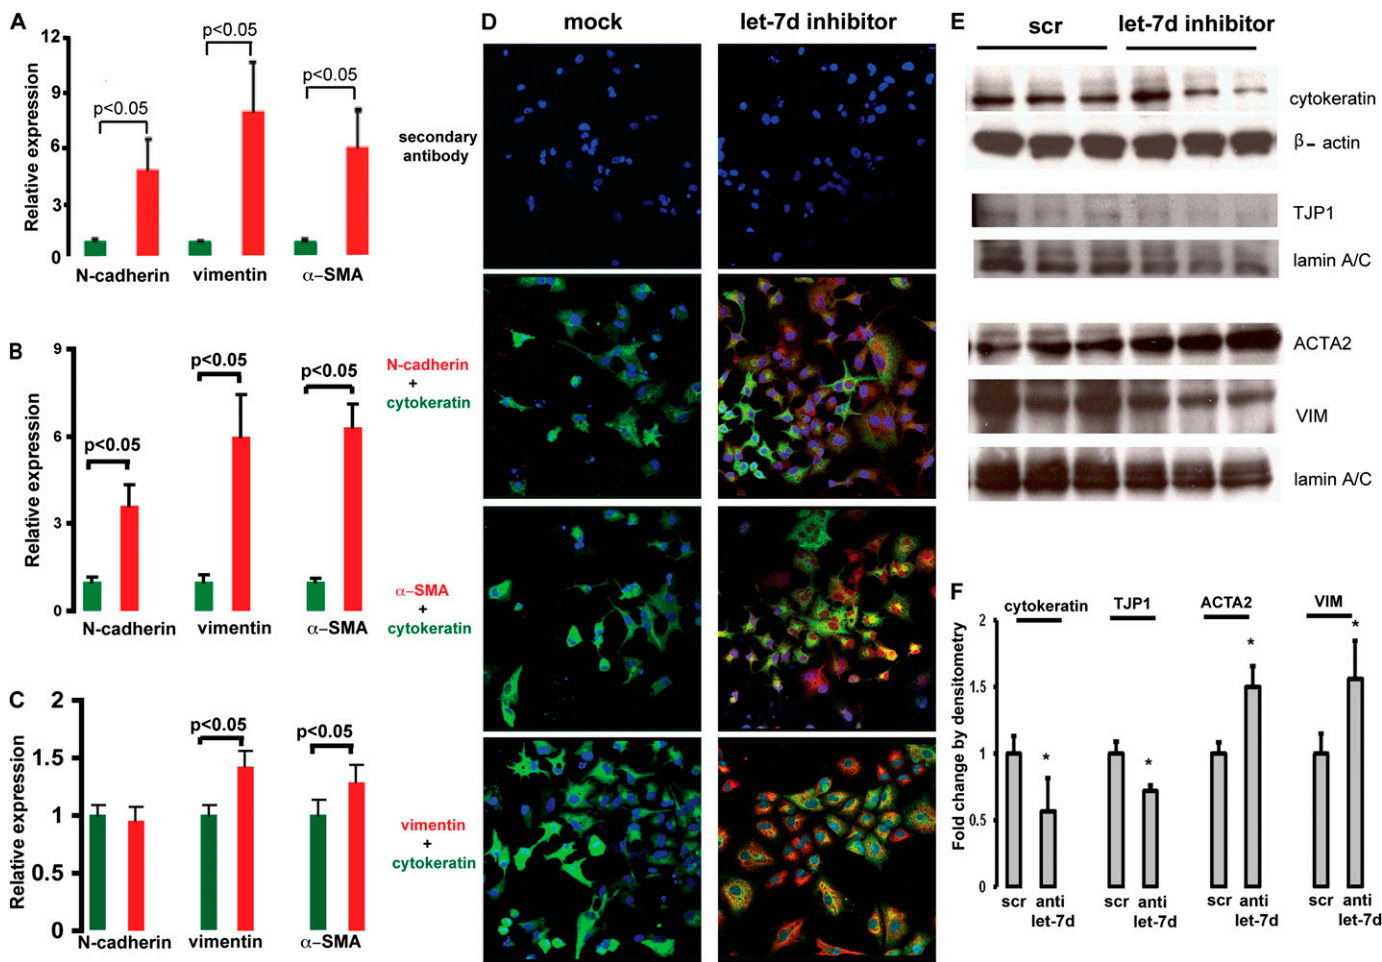 A
12
9
6
3
0
Relative expression
p<0.05
p<0.05
p<0.05
N-cadherin
vimentin
α-SMA
B
9
6
3
0
Relative expression
p<0.05
p<0.05
p<0.05
N-cadherin
vimentin
α-SMA
C
2
1.5
1
0.5
0
Relative expression
p<0.05
p<0.05
N-cadherin
vimentin
α-SMA
D
mock
let-7d inhibitor
secondary
antibody
N-cadherin
+
cytokeratin
α-SMA
+
cytokeratin
vimentin
+
cytokeratin
E
scr
let-7d inhibitor
cytokeratin
β- actin
TJP1
lamin A/C
ACTA2
VIM
lamin A/C
F
cytokeratin
TJP1
ACTA2
VIM
2
1.5
1
0.5
0
Fold change by densitometry
*
*
*
*
scr
anti
let-7d
scr
anti
let-7d
scr
anti
let-7d
scr
anti
let-7d